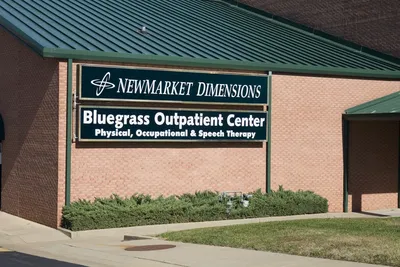 NEWMARKET DIMENSIONS
Bluegrass Outpatient Center
Physical, Occupational & Speech Therapy